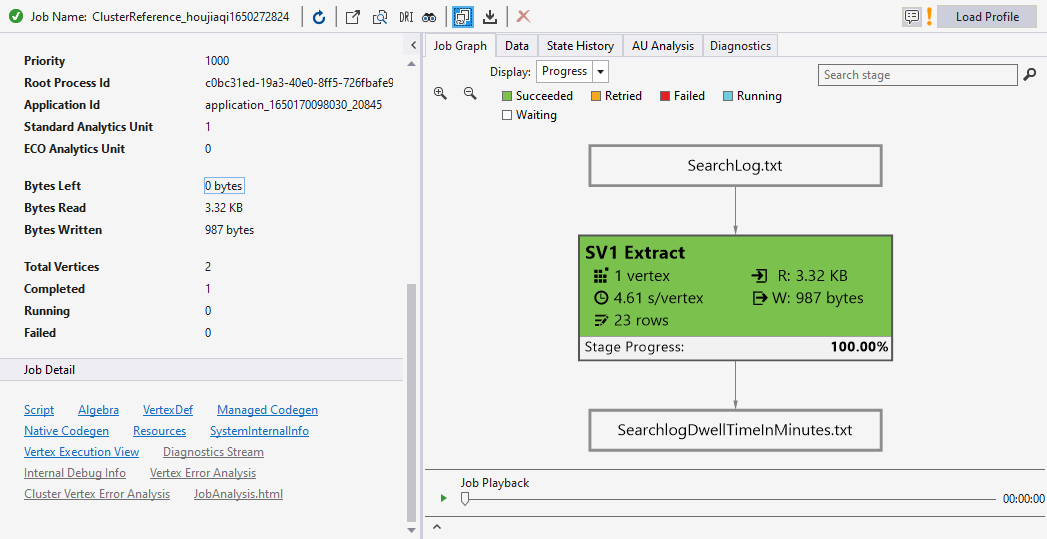 Job Name: ClusterReference_houjiaqi1650272824
DRI
Load Profile
Priority 1000
Root Process Id c0bc31ed-19a3-40e0-8ff5-726fbafe9
Application Id application_1650170098030_20845
Standard Analytics Unit 1
ECO Analytics Unit 0
Bytes Left 0 bytes
Bytes Read 3.32 KB
Bytes Written 987 bytes
Total Vertices 2
Completed 1
Running 0
Failed 0
Job Detail
Script Algebra VertexDef Managed Codegen
Native Codegen Resources SystemInternalInfo
Vertex Execution View Diagnostics Stream
Internal Debug Info Vertex Error Analysis
Cluster Vertex Error Analysis JobAnalysis.html
Job Graph Data State History AU Analysis Diagnostics
Display: Progress
Search stage
Succeeded Retried Failed Running
Waiting
SearchLog.txt
SV1 Extract
1 vertex R: 3.32 KB
4.61 s/vertex W: 987 bytes
23 rows
Stage Progress: 100.00%
SearchlogDwellTimeInMinutes.txt
Job Playback
00:00:00